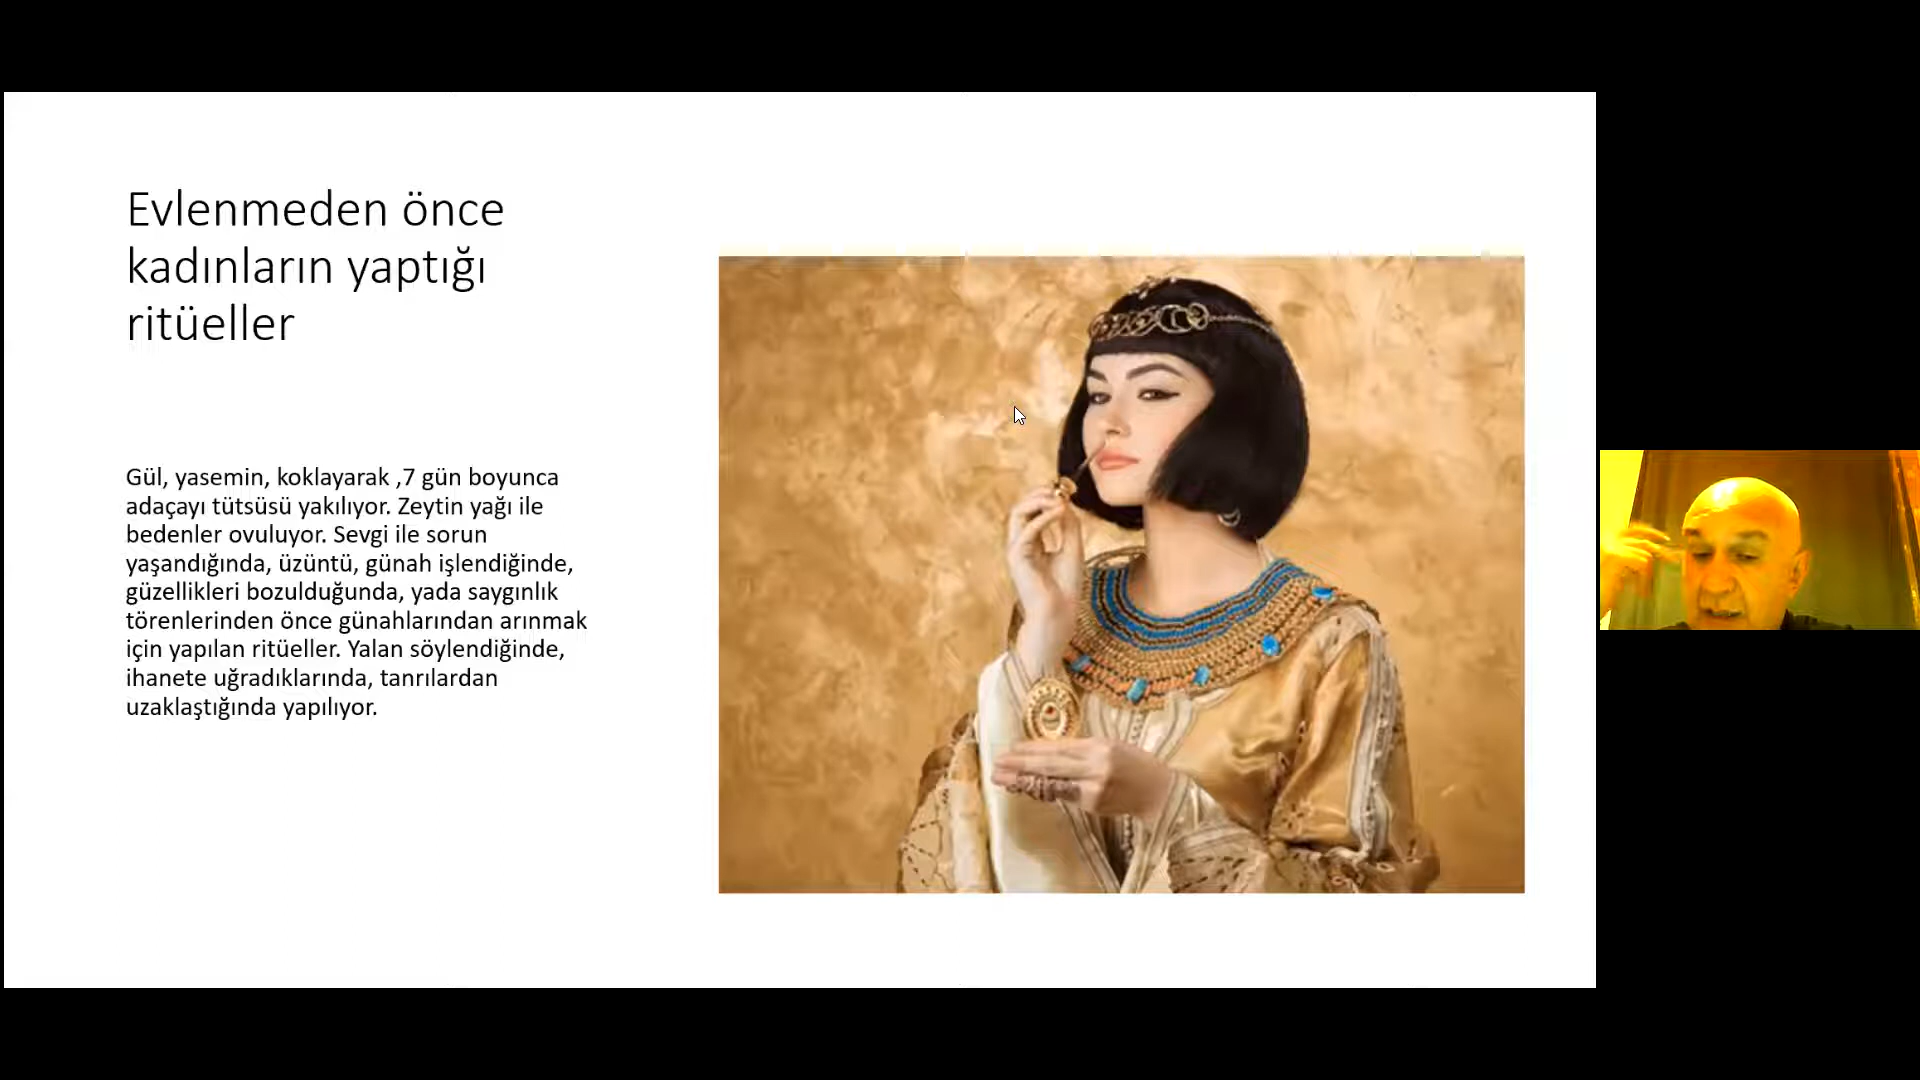 Evlenmeden önce
kadınların yaptığı
ritüeller
Gül, yasemin, koklayarak ,7 gün boyunca
adaçayı tütsüsü yakılıyor. Zeytin yağı ile
bedenler ovuluyor. Sevgi ile sorun
yaşandığında, üzüntü, günah işlendiğinde,
güzellikleri bozulduğunda, yada saygınlık
törenlerinden önce günahlarından arınmak
için yapılan ritüeller. Yalan söylendiğinde,
ihanete uğradıklarında, tanrılardan
uzaklaştığında yapılıyor.